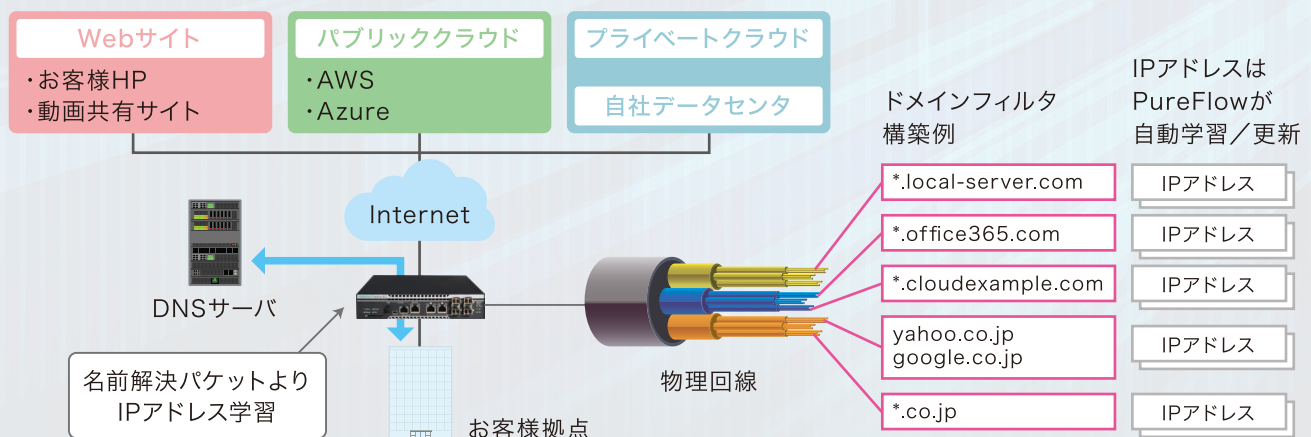 Webサイト
・お客様HP
・動画共有サイト
パブリッククラウド
・AWS
・Azure
プライベートクラウド
自社データセンタ
Internet
DNSサーバ
名前解決パケットより
IPアドレス学習
お客様拠点
物理回線
ドメインフィルタ
構築例
*.local-server.com
*.office365.com
*.cloudexample.com
yahoo.co.jp
google.co.jp
*.co.jp
IPアドレスは
PureFlowが
自動学習／更新
IPアドレス
IPアドレス
IPアドレス
IPアドレス
IPアドレス